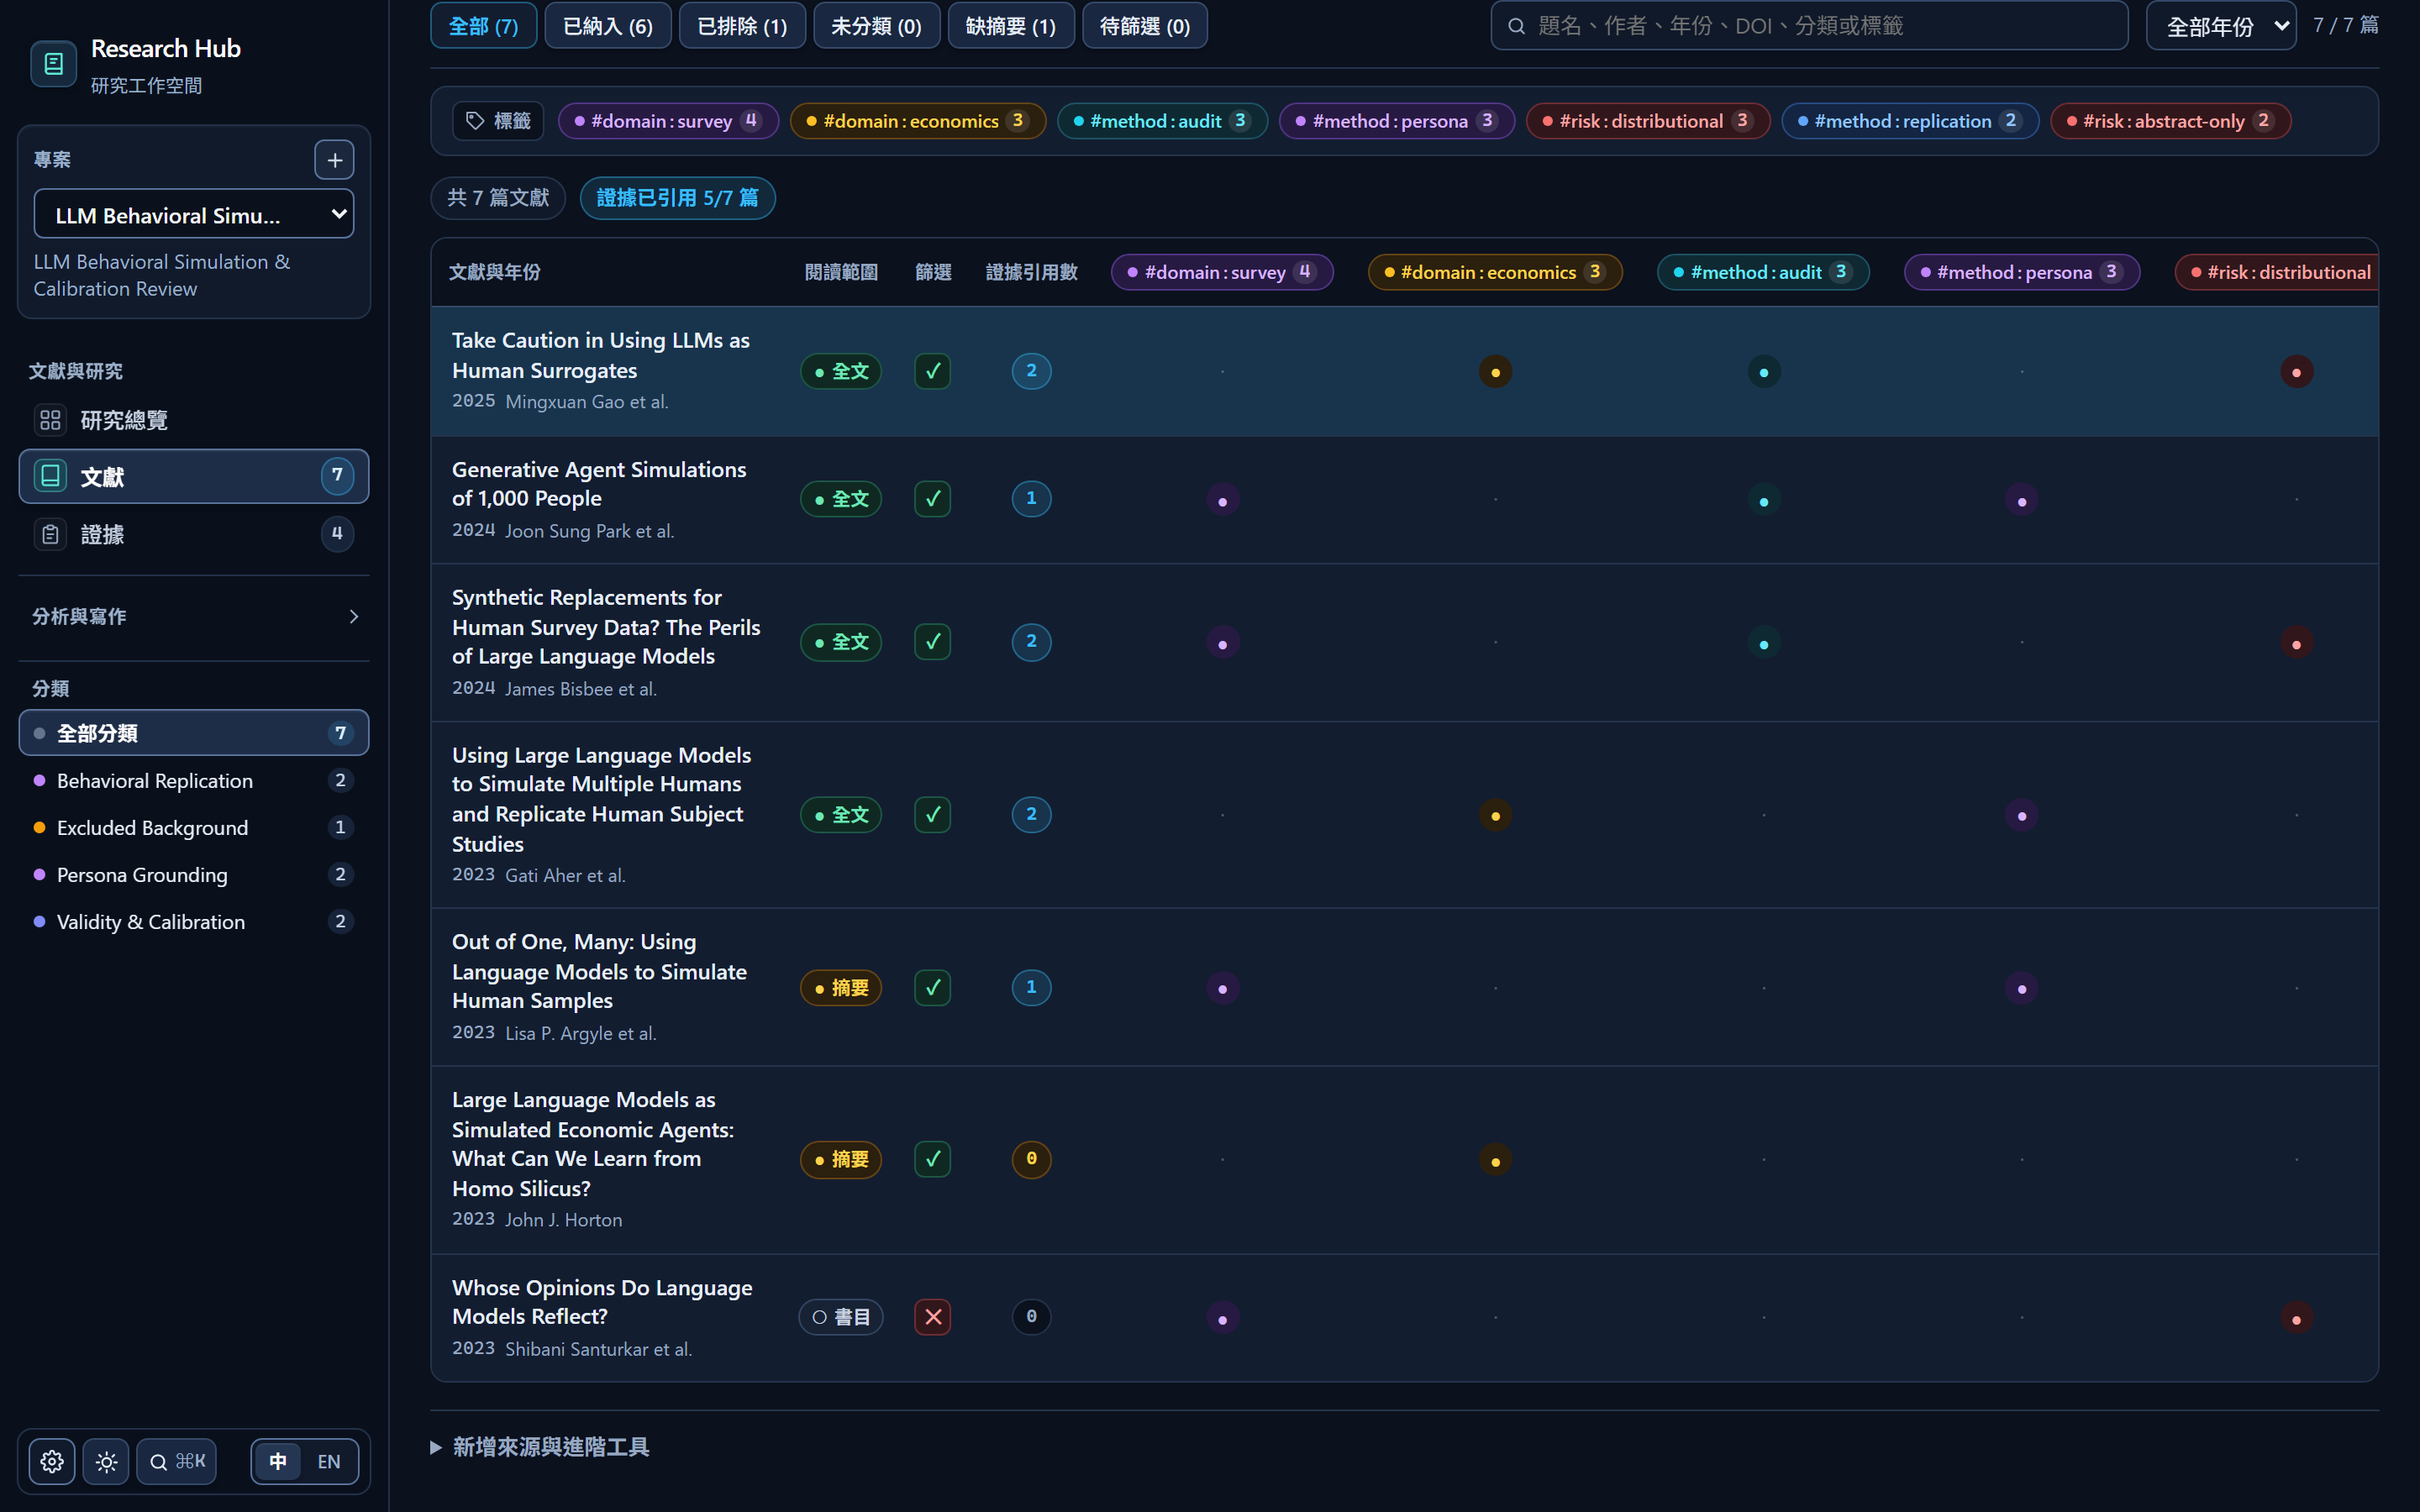 Research Hub
研究工作空間
專案
LLM Behavioral Simu...
LLM Behavioral Simulation &
Calibration Review
文獻與研究
研究總覽
文獻 7
證據 4
分析與寫作
分類
全部分類 7
Behavioral Replication 2
Excluded Background 1
Persona Grounding 2
Validity & Calibration 2
⌘K
中 EN
全部 (7) 已納入 (6) 已排除 (1) 未分類 (0) 缺摘要 (1) 待篩選 (0)
題名、作者、年份、DOI、分類或標籤
全部年份
7 / 7 篇
標籤 #domain:survey 4 #domain:economics 3 #method:audit 3 #method:persona 3 #risk:distributional 3 #method:replication 2 #risk:abstract-only 2
共 7 篇文獻 證據已引用 5/7 篇
文獻與年份 閱讀範圍 篩選 證據引用數 #domain:survey 4 #domain:economics 3 #method:audit 3 #method:persona 3 #risk:distributional
Take Caution in Using LLMs as
Human Surrogates
2025 Mingxuan Gao et al.
全文 ✓ 2
Generative Agent Simulations
of 1,000 People
2024 Joon Sung Park et al.
全文 ✓ 1
Synthetic Replacements for
Human Survey Data? The Perils
of Large Language Models
2024 James Bisbee et al.
全文 ✓ 2
Using Large Language Models
to Simulate Multiple Humans
and Replicate Human Subject
Studies
2023 Gati Aher et al.
全文 ✓ 2
Out of One, Many: Using
Language Models to Simulate
Human Samples
2023 Lisa P. Argyle et al.
摘要 ✓ 1
Large Language Models as
Simulated Economic Agents:
What Can We Learn from
Homo Silicus?
2023 John J. Horton
摘要 ✓ 0
Whose Opinions Do Language
Models Reflect?
2023 Shibani Santurkar et al.
書目 ✕ 0
新增來源與進階工具